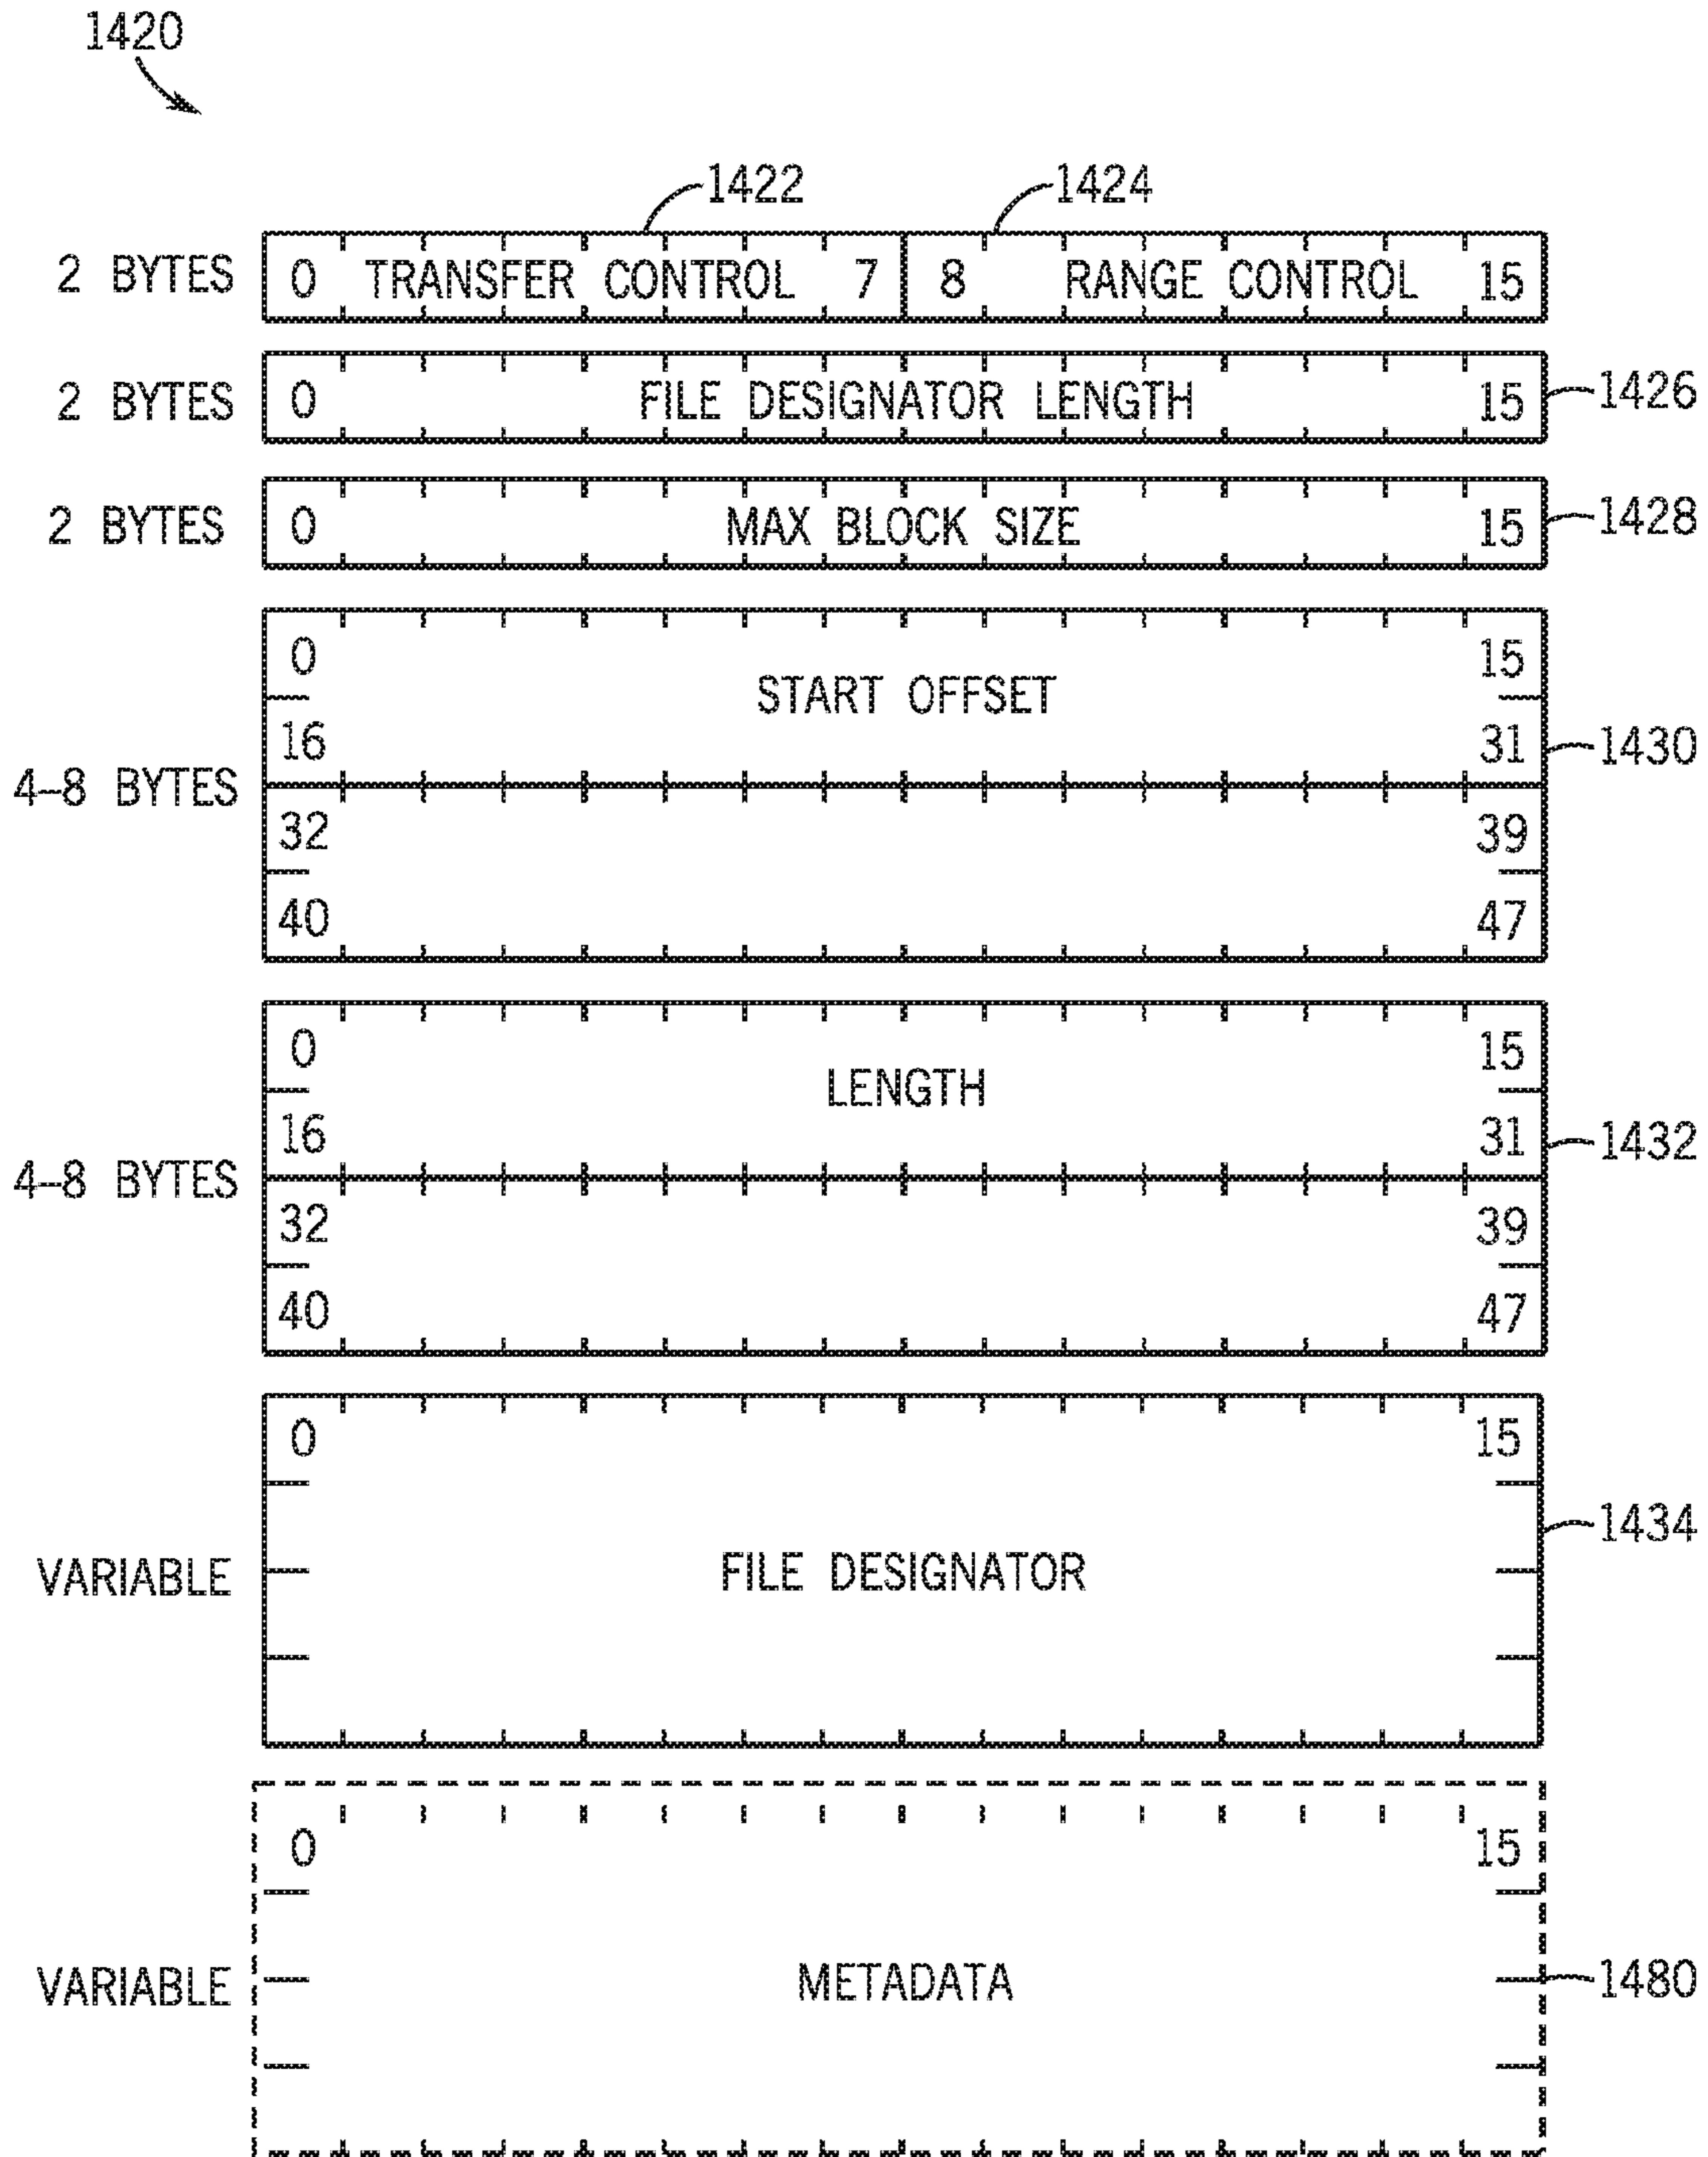 1420
1422 1424
2 BYTES 0 TRANSFER CONTROL 7 8 RANGE CONTROL 15
2 BYTES 0 FILE DESIGNATOR LENGTH 15 1426
2 BYTES 0 MAX BLOCK SIZE 15 1428
0 15
START OFFSET
16 31 1430
4-8 BYTES
32 39
40 47
0 15
LENGTH
16 31 1432
4-8 BYTES
32 39
40 47
0 15
1434
VARIABLE FILE DESIGNATOR
0 15
VARIABLE METADATA 1480